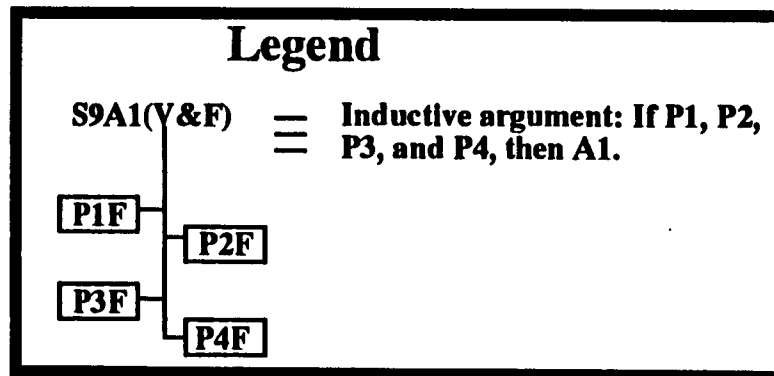 Legend
S9A1(V&F) ≡ Inductive argument: If P1, P2,
P3, and P4, then A1.
P1F
P2F
P3F
P4F